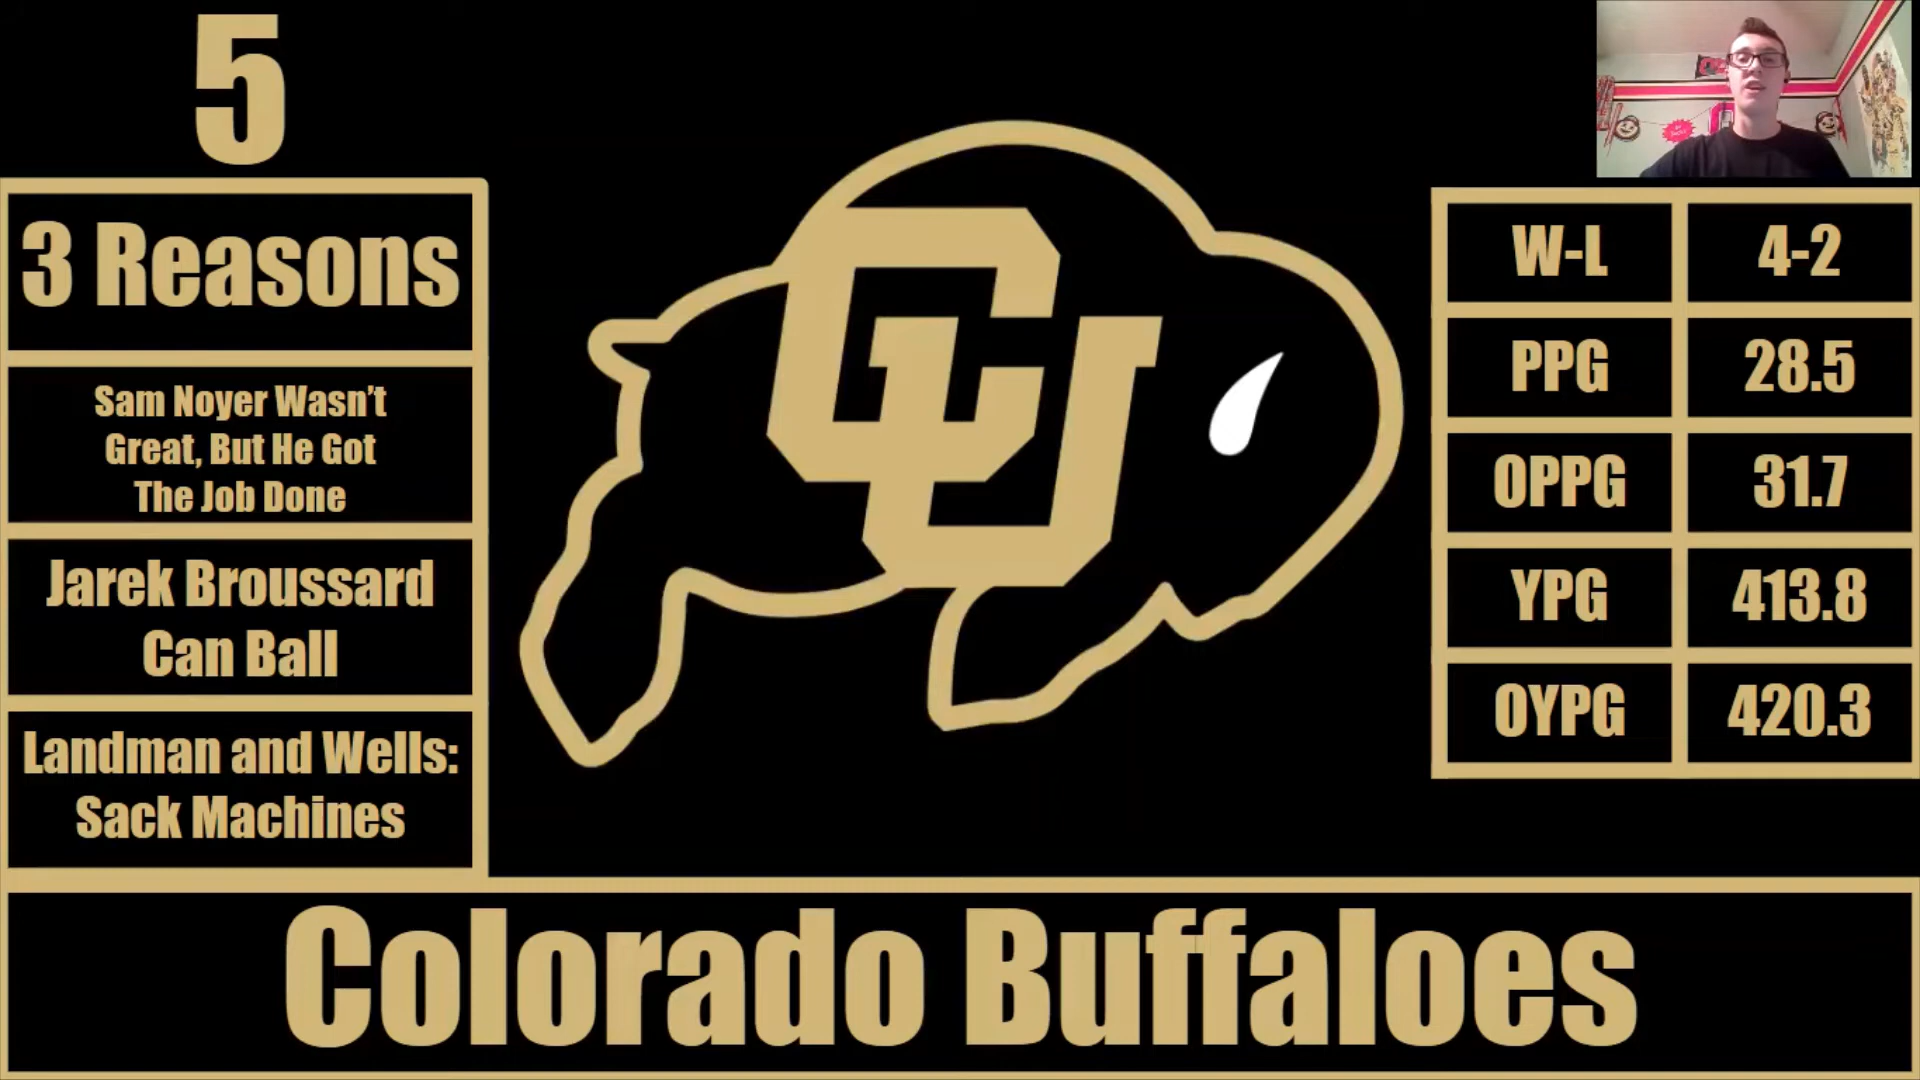 5
3 Reasons
Sam Noyer Wasn’t
Great, But He Got
The Job Done
Jarek Broussard
Can Ball
Landman and Wells:
Sack Machines
CU
W-L 4-2
PPG 28.5
OPPG 31.7
YPG 413.8
OYPG 420.3
Colorado Buffaloes